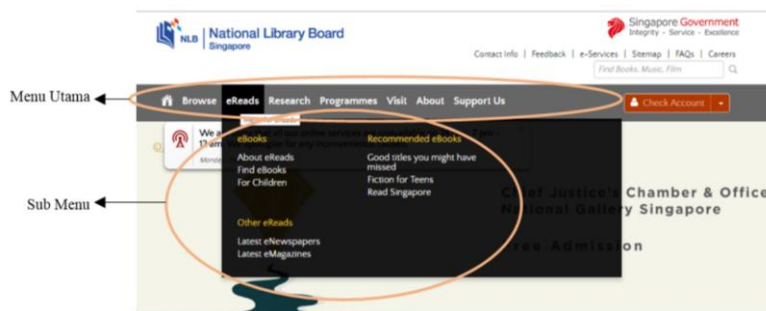 NLB National Library Board
Singapore
Singapore Government
Integrity · Service · Excellence
Contact Info | Feedback | e-Services | Sitemap | FAQs | Careers
Find Books, Music, Film
Menu Utama
Browse eReads Research Programmes Visit About Support Us
Check Account
eBooks
About eReads
Find eBooks
For Children
Recommended eBooks
Good titles you might have
missed
Fiction for Teens
Read Singapore
Sub Menu
Other eReads
Latest eNewspapers
Latest eMagazines
Chief Justice's Chamber & Office
National Gallery Singapore
Free Admission